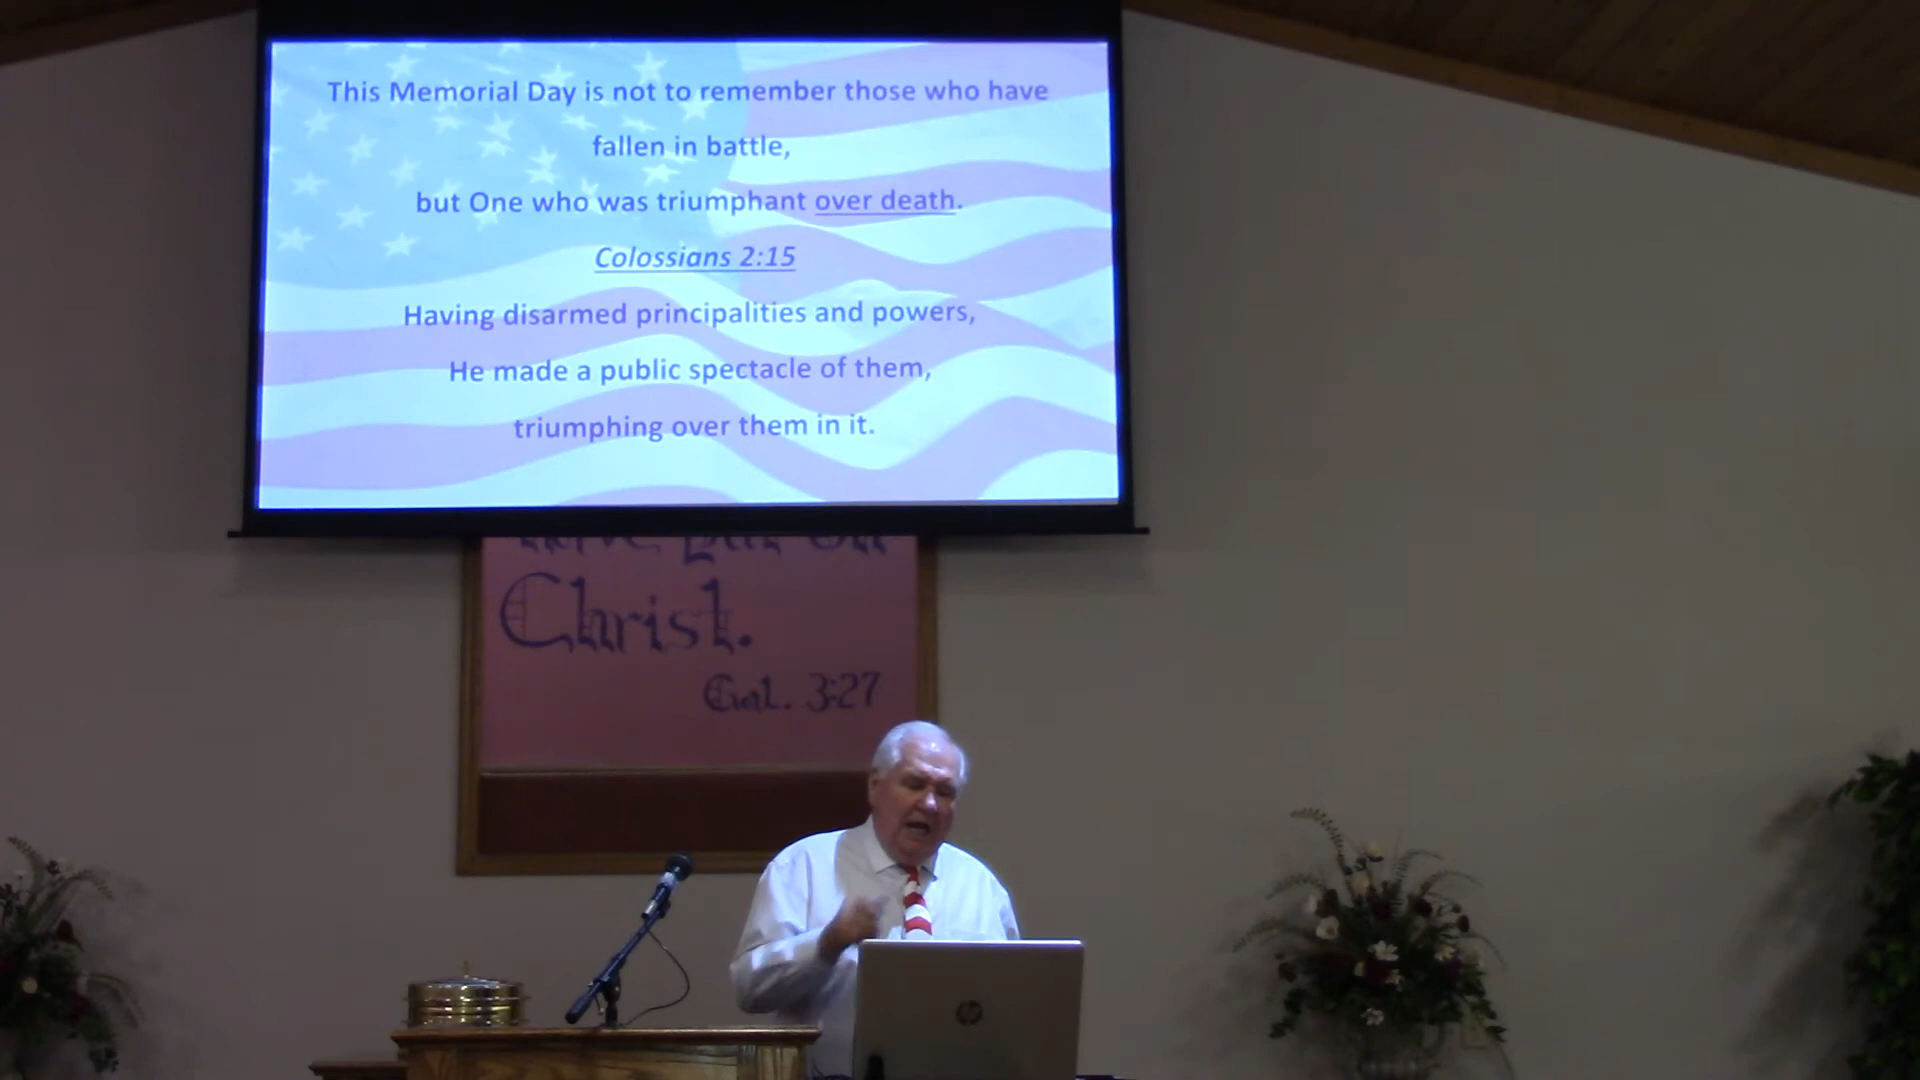 This Memorial Day is not to remember those who have
fallen in battle,
but One who was triumphant over death.
Colossians 2:15
Having disarmed principalities and powers,
He made a public spectacle of them,
triumphing over them in it.
Christ.
Gal. 3:27
hp